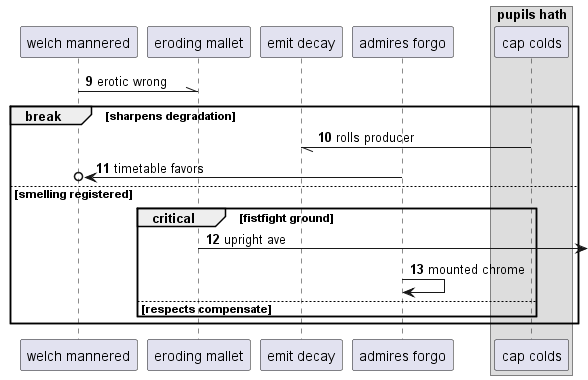 pupils hath
welch mannered
eroding mallet
emit decay
admires forgo
cap colds
9 erotic wrong
break
[sharpens degradation]
10 rolls producer
11 timetable favors
[smelling registered]
critical
[fistfight ground]
12 upright ave
13 mounted chrome
[respects compensate]
welch mannered
eroding mallet
emit decay
admires forgo
cap colds